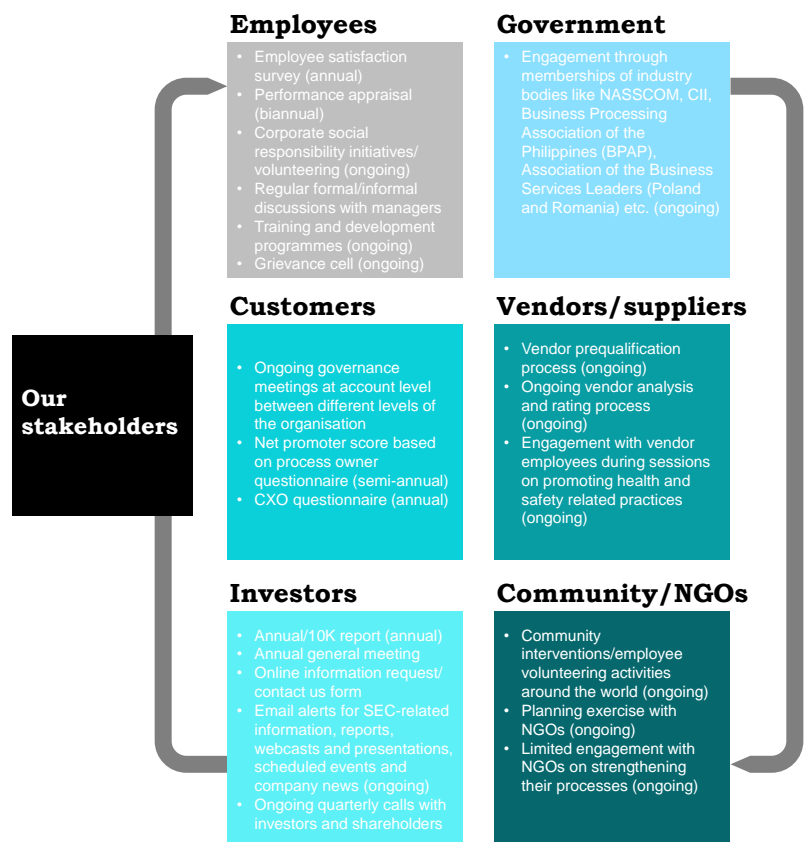 Employees
• Employee satisfaction
survey (annual)
• Performance appraisal
(biannual)
• Corporate social
responsibility initiatives/
volunteering (ongoing)
• Regular formal/informal
discussions with managers
• Training and development
programmes (ongoing)
• Grievance cell (ongoing)
Government
• Engagement through
memberships of industry
bodies like NASSCOM, CII,
Business Processing
Association of the
Philippines (BPAP),
Association of the Business
Services Leaders (Poland
and Romania) etc. (ongoing)
Our
stakeholders
Customers
• Ongoing governance
meetings at account level
between different levels of
the organisation
• Net promoter score based
on process owner
questionnaire (semi-annual)
• CXO questionnaire (annual)
Vendors/suppliers
• Vendor prequalification
process (ongoing)
• Ongoing vendor analysis
and rating process
(ongoing)
• Engagement with vendor
employees during sessions
on promoting health and
safety related practices
(ongoing)
Investors
• Annual/10K report (annual)
• Annual general meeting
• Online information request/
contact us form
• Email alerts for SEC-related
information, reports,
webcasts and presentations,
scheduled events and
company news (ongoing)
• Ongoing quarterly calls with
investors and shareholders
Community/NGOs
• Community
interventions/employee
volunteering activities
around the world (ongoing)
• Planning exercise with
NGOs (ongoing)
• Limited engagement with
NGOs on strengthening
their processes (ongoing)